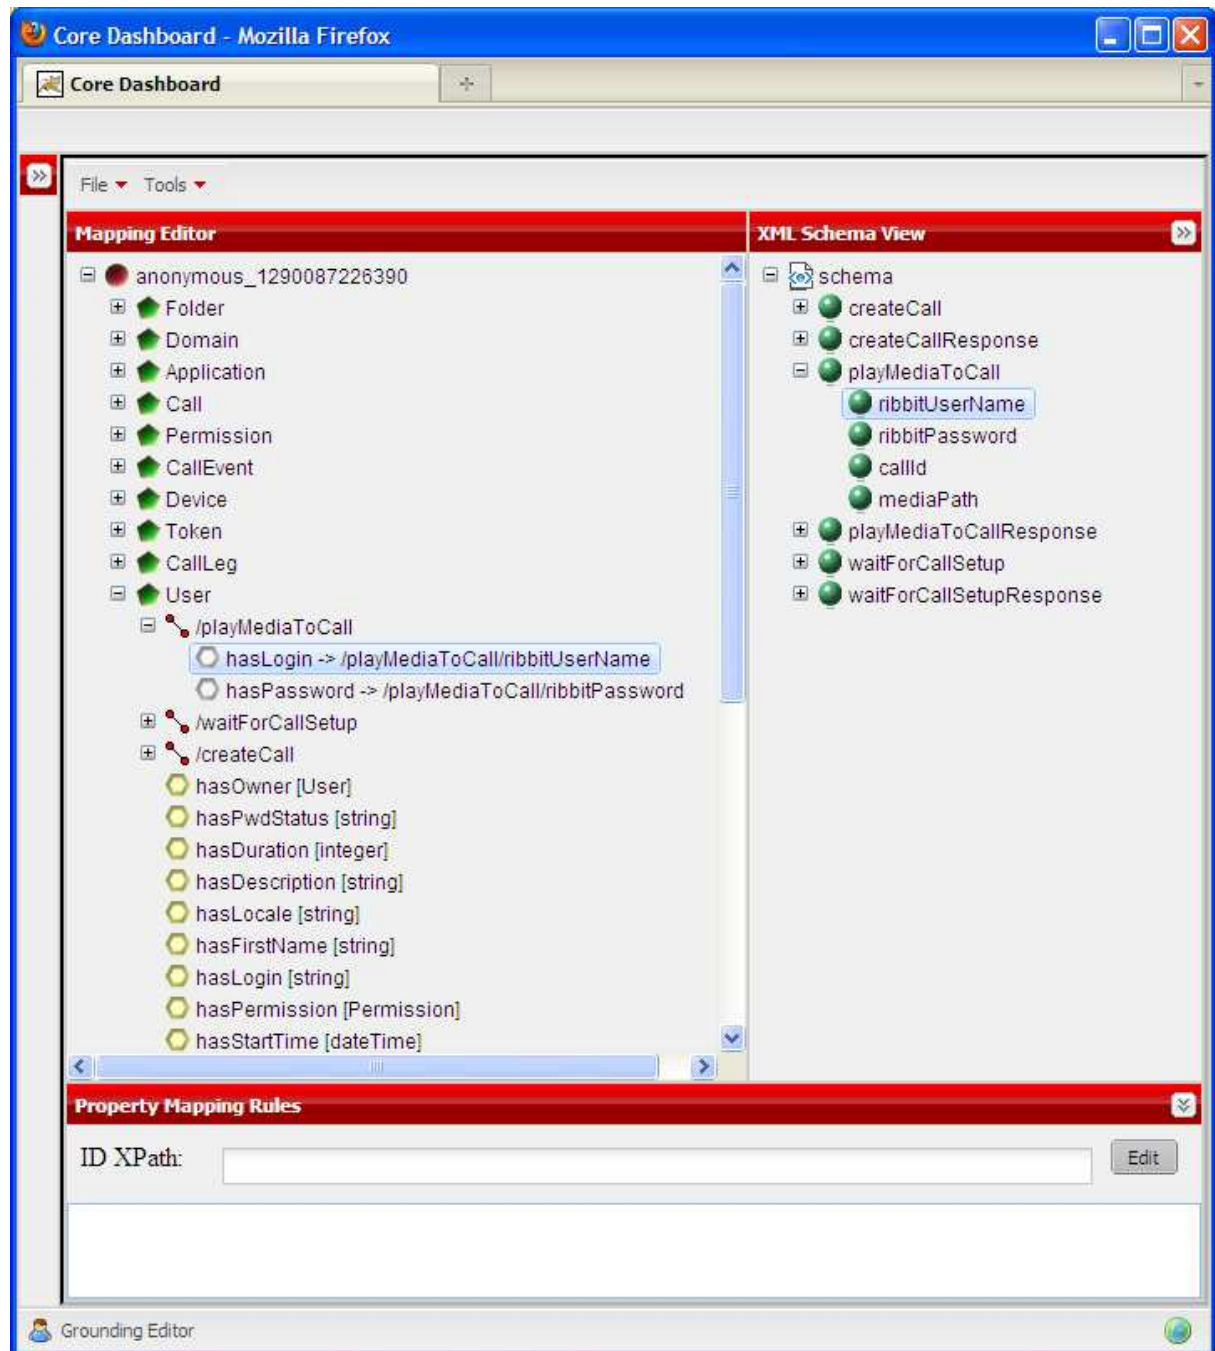 Core Dashboard - Mozilla Firefox
Core Dashboard
File Tools
Mapping Editor
anonymous_1290087226390
Folder
Domain
Application
Call
Permission
CallEvent
Device
Token
CallLeg
User
/playMediaToCall
hasLogin -> /playMediaToCall/ribbitUserName
hasPassword -> /playMediaToCall/ribbitPassword
/waitForCallSetup
/createCall
hasOwner [User]
hasPwdStatus [string]
hasDuration [integer]
hasDescription [string]
hasLocale [string]
hasFirstName [string]
hasLogin [string]
hasPermission [Permission]
hasStartTime [dateTime]
XML Schema View
schema
createCall
createCallResponse
playMediaToCall
ribbitUserName
ribbitPassword
callId
mediaPath
playMediaToCallResponse
waitForCallSetup
waitForCallSetupResponse
Property Mapping Rules
ID XPath:
Edit
Grounding Editor